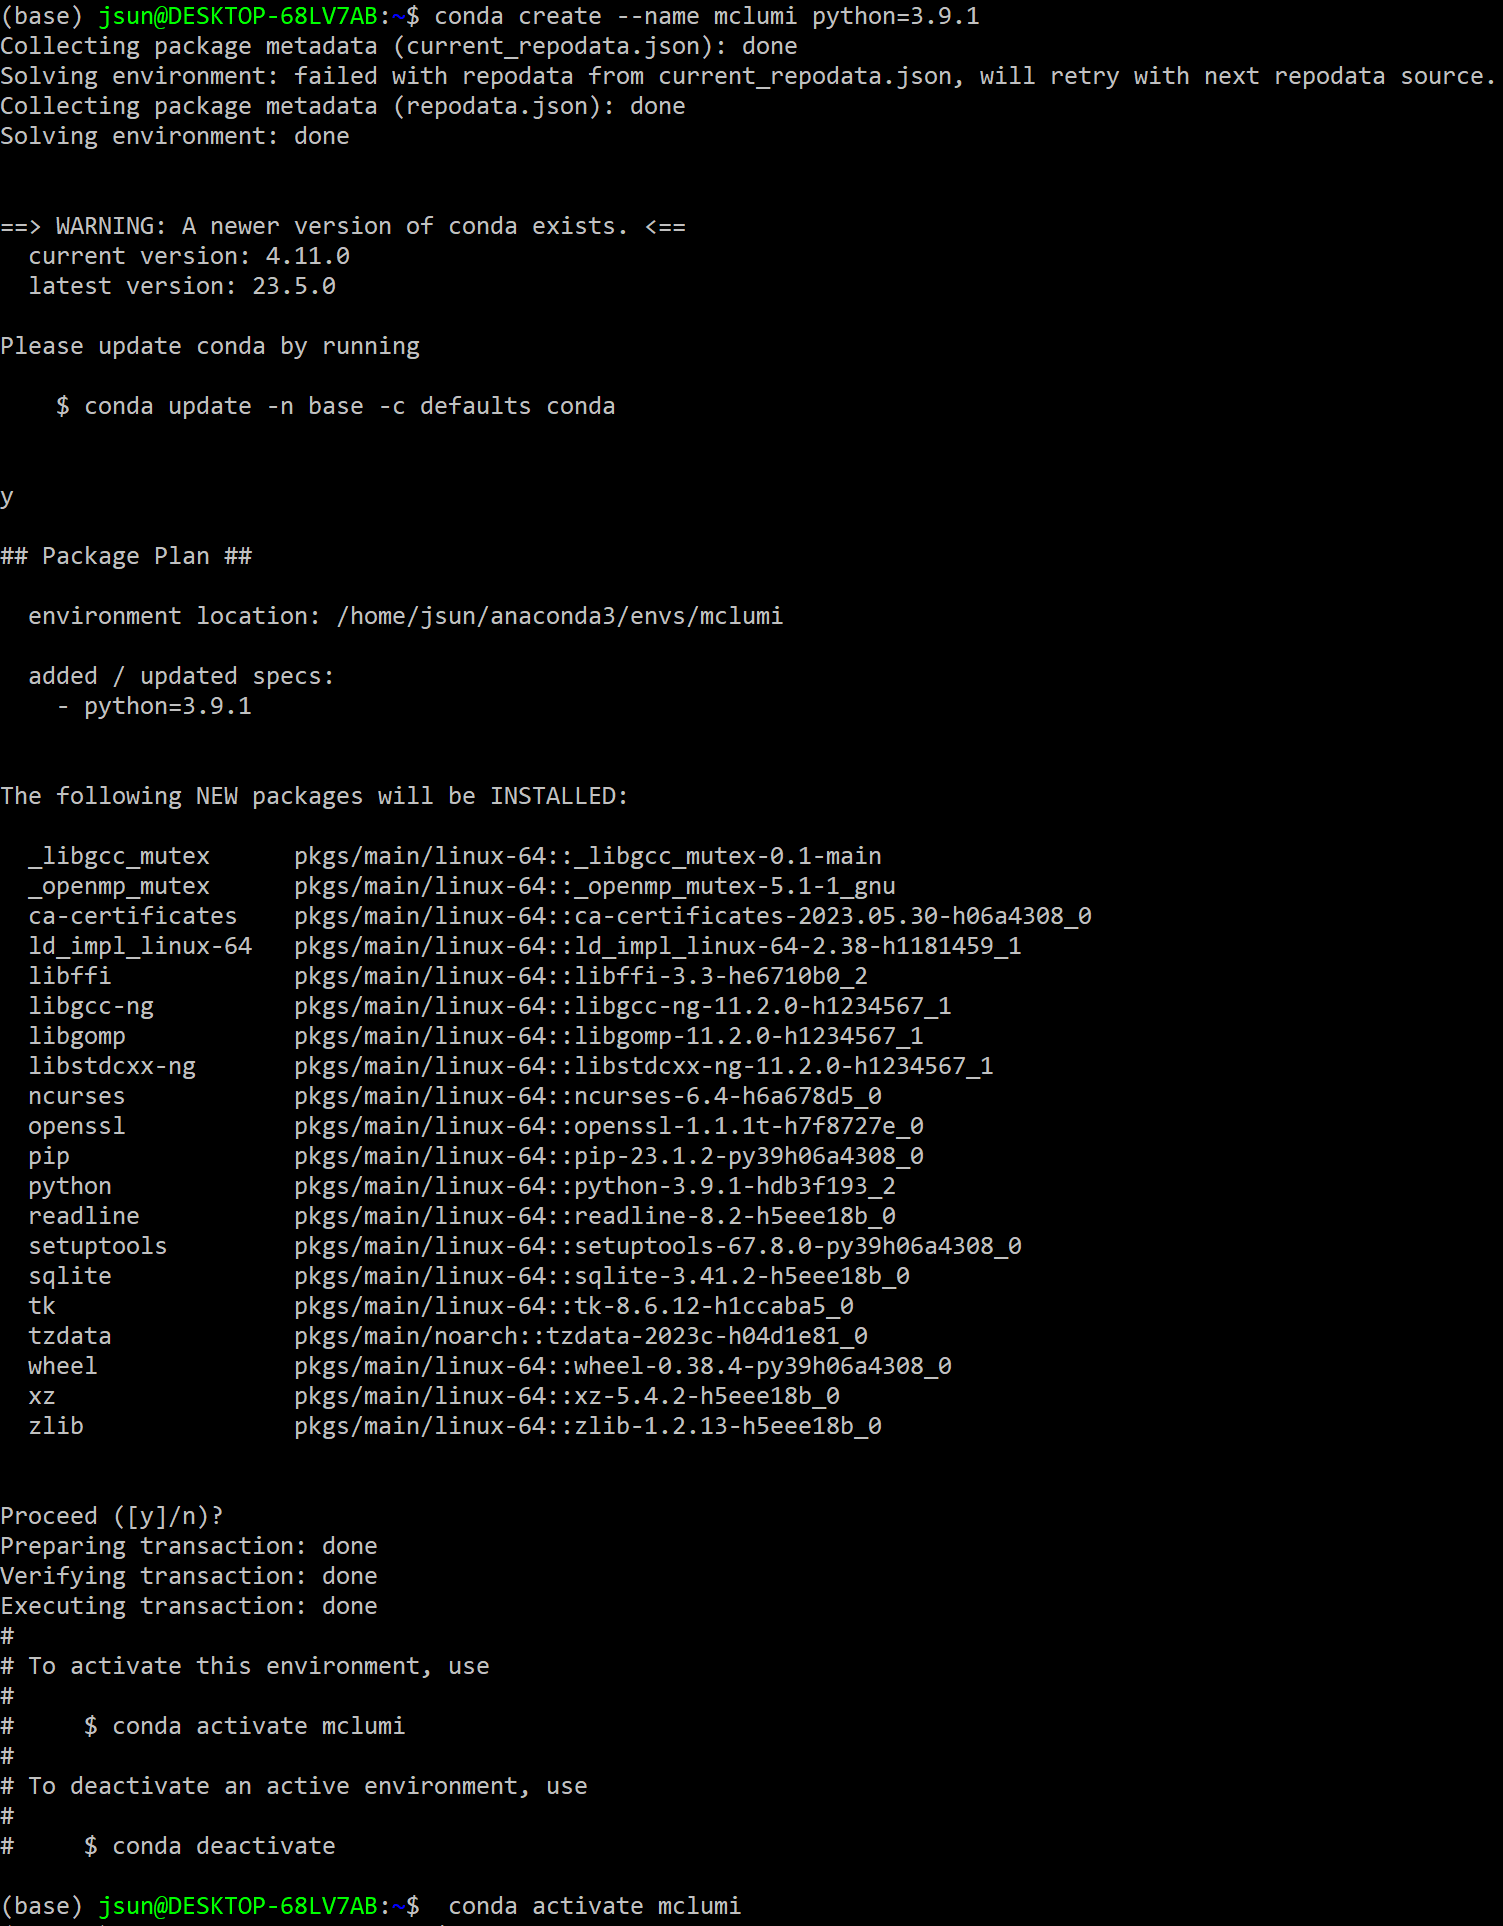 (base) jsun@DESKTOP-68LV7AB:~$ conda create --name mclumi python=3.9.1
Collecting package metadata (current_repodata.json): done
Solving environment: failed with repodata from current_repodata.json, will retry with next repodata source.
Collecting package metadata (repodata.json): done
Solving environment: done
==> WARNING: A newer version of conda exists. <==
  current version: 4.11.0
  latest version: 23.5.0
Please update conda by running
    $ conda update -n base -c defaults conda
y
## Package Plan ##
  environment location: /home/jsun/anaconda3/envs/mclumi
  added / updated specs:
    - python=3.9.1
The following NEW packages will be INSTALLED:
  _libgcc_mutex      pkgs/main/linux-64::_libgcc_mutex-0.1-main
  _openmp_mutex      pkgs/main/linux-64::_openmp_mutex-5.1-1_gnu
  ca-certificates    pkgs/main/linux-64::ca-certificates-2023.05.30-h06a4308_0
  ld_impl_linux-64   pkgs/main/linux-64::ld_impl_linux-64-2.38-h1181459_1
  libffi             pkgs/main/linux-64::libffi-3.3-he6710b0_2
  libgcc-ng          pkgs/main/linux-64::libgcc-ng-11.2.0-h1234567_1
  libgomp            pkgs/main/linux-64::libgomp-11.2.0-h1234567_1
  libstdcxx-ng       pkgs/main/linux-64::libstdcxx-ng-11.2.0-h1234567_1
  ncurses            pkgs/main/linux-64::ncurses-6.4-h6a678d5_0
  openssl            pkgs/main/linux-64::openssl-1.1.1t-h7f8727e_0
  pip                pkgs/main/linux-64::pip-23.1.2-py39h06a4308_0
  python             pkgs/main/linux-64::python-3.9.1-hdb3f193_2
  readline           pkgs/main/linux-64::readline-8.2-h5eee18b_0
  setuptools         pkgs/main/linux-64::setuptools-67.8.0-py39h06a4308_0
  sqlite             pkgs/main/linux-64::sqlite-3.41.2-h5eee18b_0
  tk                 pkgs/main/linux-64::tk-8.6.12-h1ccaba5_0
  tzdata             pkgs/main/noarch::tzdata-2023c-h04d1e81_0
  wheel              pkgs/main/linux-64::wheel-0.38.4-py39h06a4308_0
  xz                 pkgs/main/linux-64::xz-5.4.2-h5eee18b_0
  zlib               pkgs/main/linux-64::zlib-1.2.13-h5eee18b_0
Proceed ([y]/n)?
Preparing transaction: done
Verifying transaction: done
Executing transaction: done
#
# To activate this environment, use
#
#     $ conda activate mclumi
#
# To deactivate an active environment, use
#
#     $ conda deactivate
(base) jsun@DESKTOP-68LV7AB:~$  conda activate mclumi